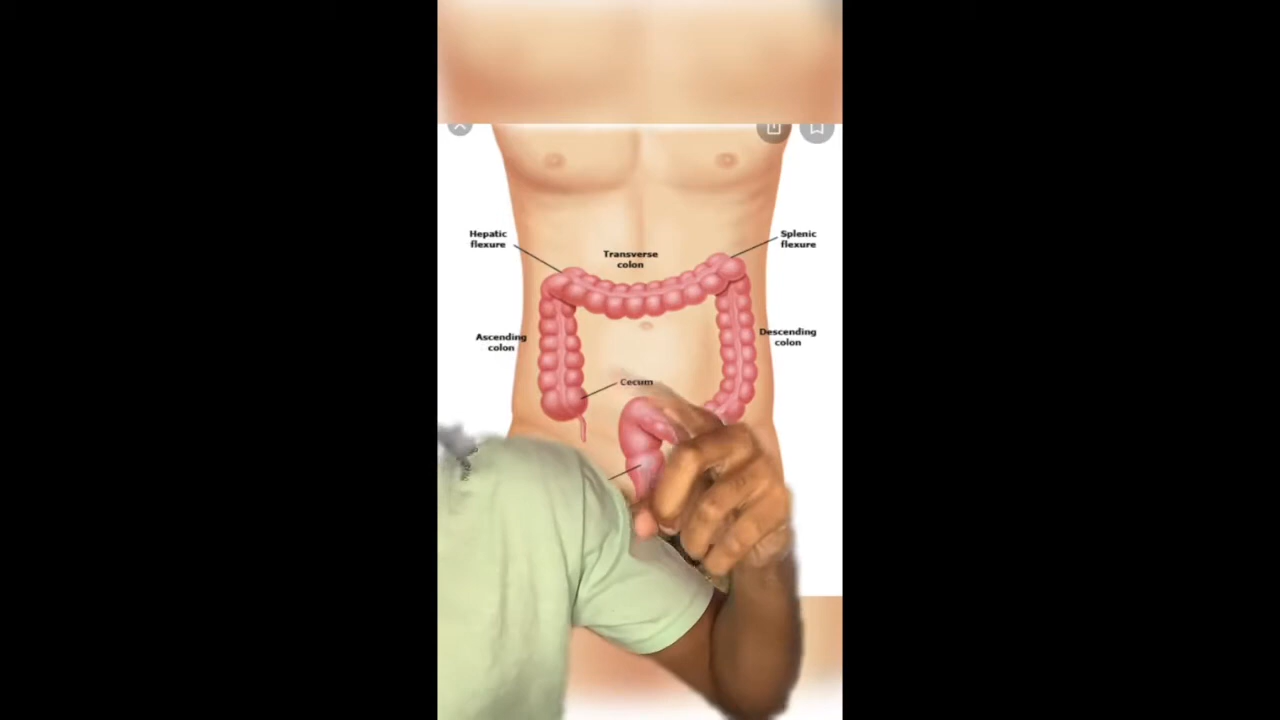 Hepatic
flexure
Splenic
flexure
Transverse
colon
Ascending
colon
Descending
colon
Cecum